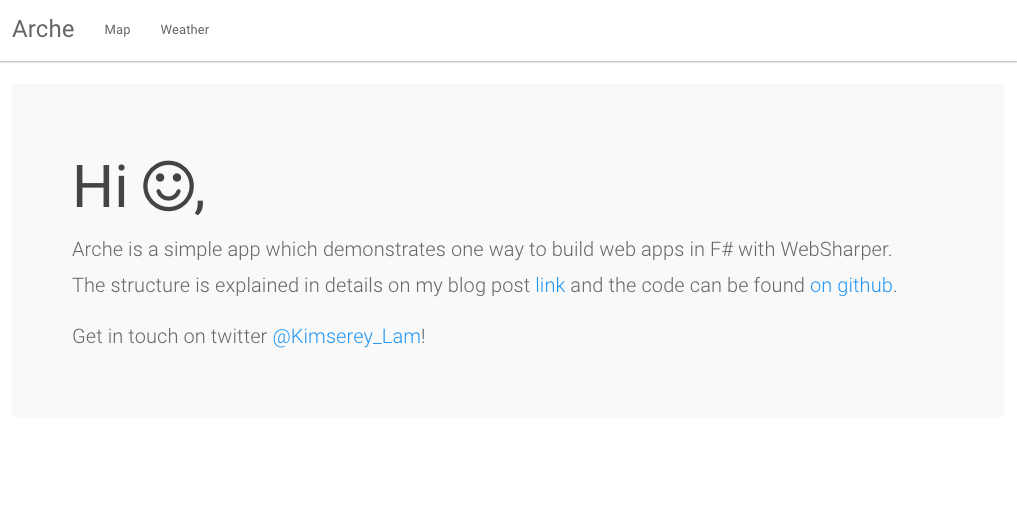 Arche Map Weather
Hi ☺,
Arche is a simple app which demonstrates one way to build web apps in F# with WebSharper.
The structure is explained in details on my blog post link and the code can be found on github.
Get in touch on twitter @Kimserey_Lam!